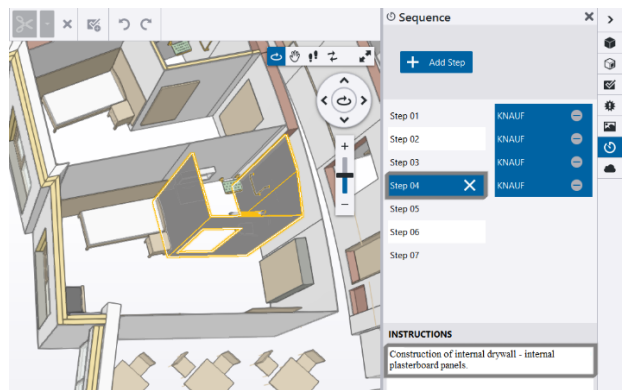 Sequence
Add Step
Step 01 KNAUF
Step 02 KNAUF
Step 03 KNAUF
Step 04 KNAUF
Step 05
Step 06
Step 07
INSTRUCTIONS
Construction of internal drywall - internal
plasterboard panels.